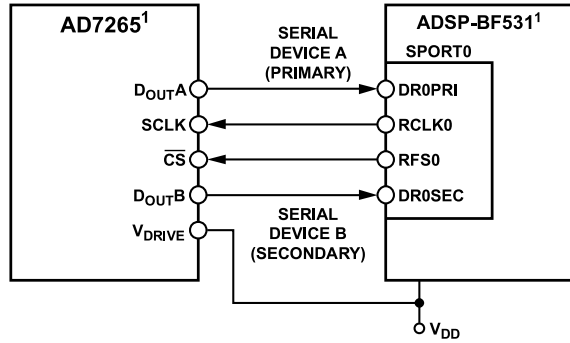 AD7265¹
ADSP-BF531¹
SERIAL
DEVICE A
(PRIMARY)
SPORT0
DOUTA
DR0PRI
SCLK
RCLK0
CS
RFS0
DOUTB
DR0SEC
VDRIVE
SERIAL
DEVICE B
(SECONDARY)
VDD